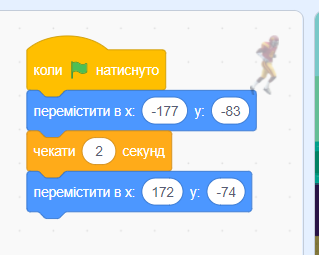 коли натиснуто
перемістити в x: -177 y: -83
чекати 2 секунд
перемістити в x: 172 y: -74